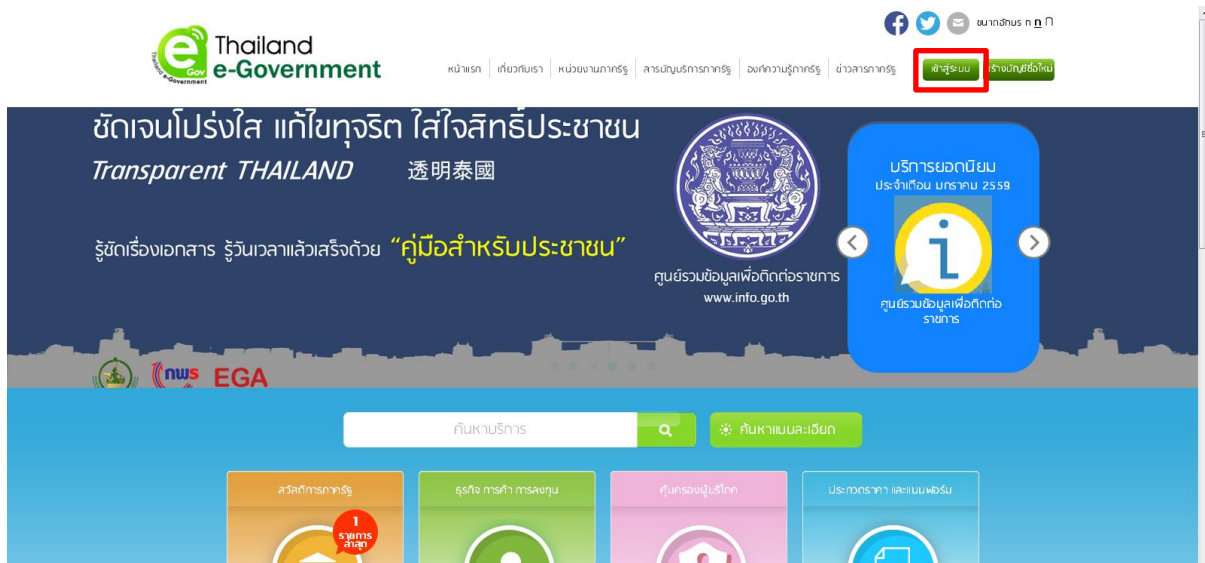 ขนาดอักษร ก ก ก
Thailand
e-Government
e
Gov
Thailand e-Government
หน้าแรก
เกี่ยวกับเรา
หน่วยงานภาครัฐ
สารบัญบริการภาครัฐ
องค์ความรู้ภาครัฐ
ข่าวสารภาครัฐ
เข้าสู่ระบบ
สร้างบัญชีชื่อใหม่
ชัดเจนโปร่งใส แก้ไขทุจริต ใส่ใจสิทธิ์ประชาชน
Transparent THAILAND 透明泰國
รู้ชัดเรื่องเอกสาร รู้วันเวลาแล้วเสร็จด้วย “คู่มือสำหรับประชาชน”
ศูนย์รวมข้อมูลเพื่อติดต่อราชการ
www.info.go.th
บริการยอดนิยม
ประจำเดือน มกราคม 2559
i
ศูนย์รวมข้อมูลเพื่อติดต่อ
ราชการ
กพร EGA
ค้นหาบริการ
ค้นหาแบบละเอียด
สวัสดิการภาครัฐ
1
รายการ
ล่าสุด
ธุรกิจ การค้า การลงทุน
คุ้มครองผู้บริโภค
ประกวดราคา และแบบฟอร์ม